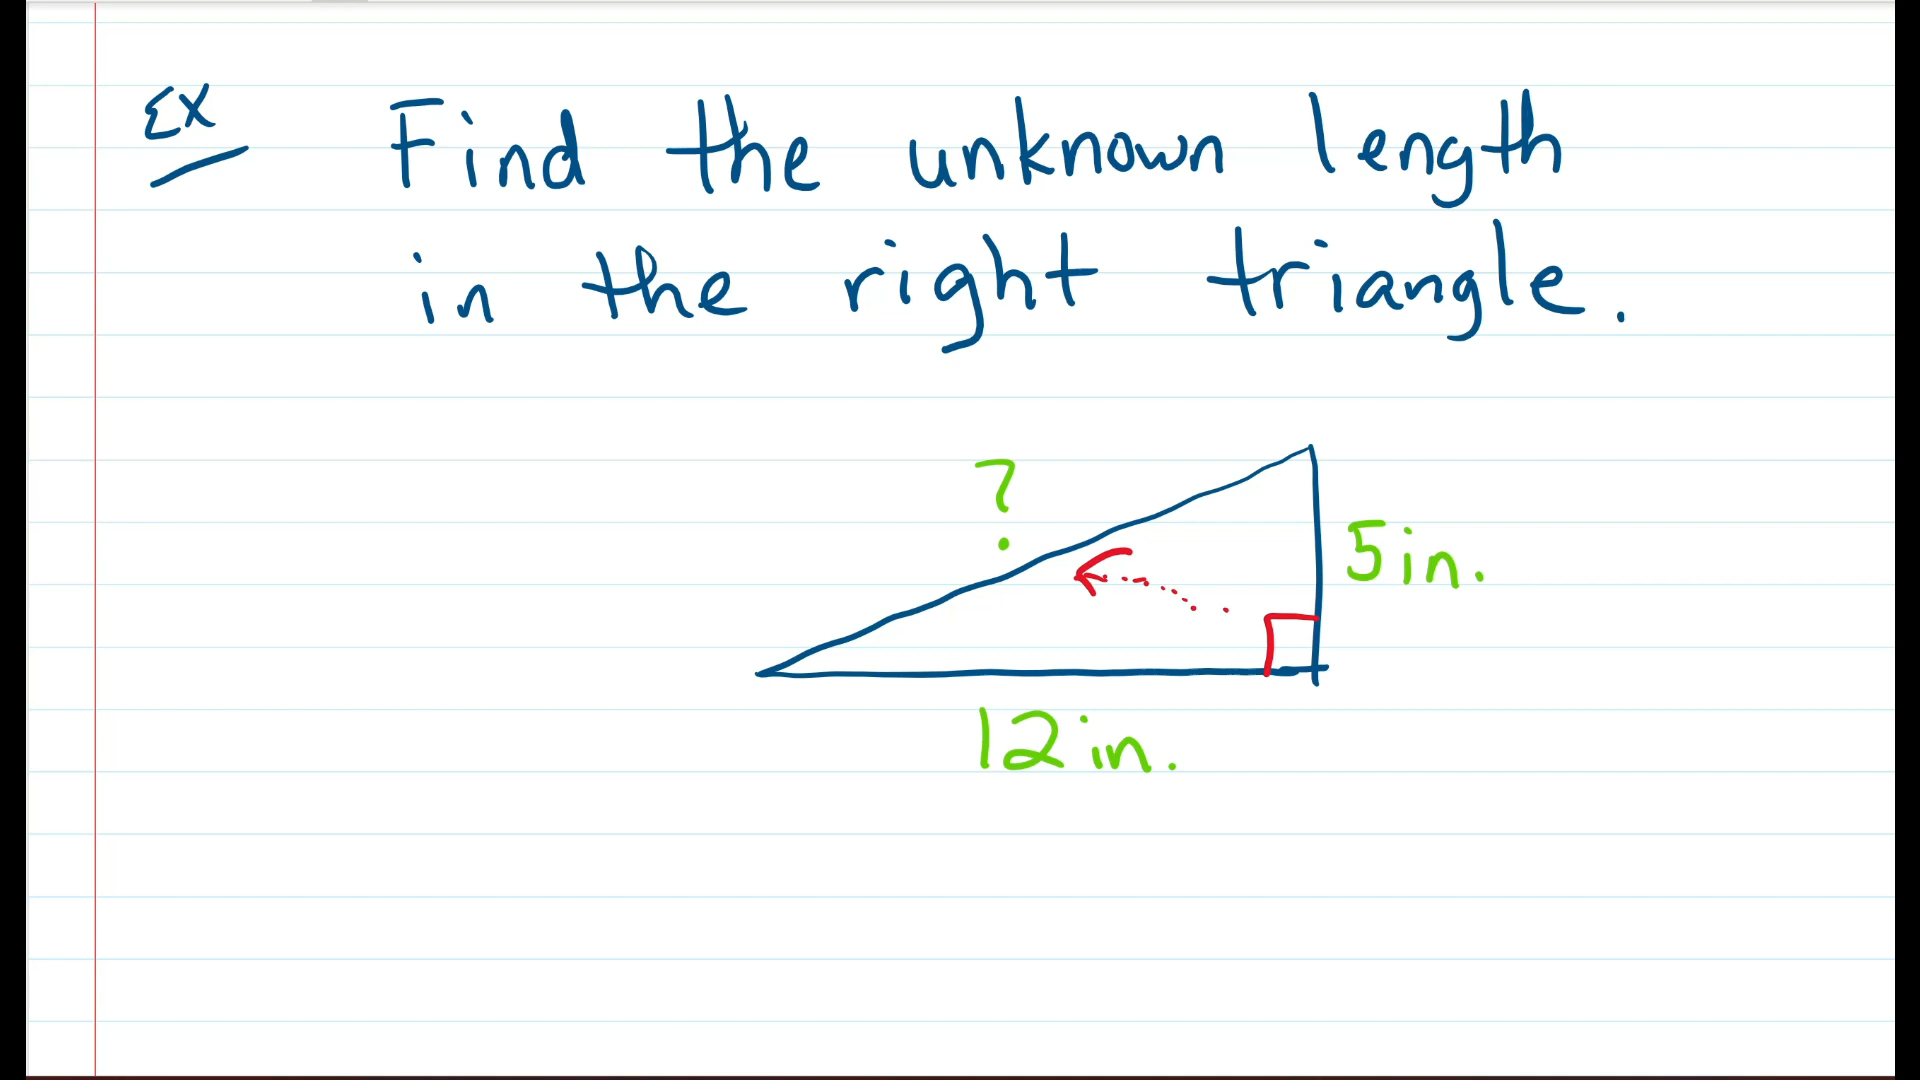 Ex
Find the unknown length
in the right triangle.
?
5 in.
12 in.